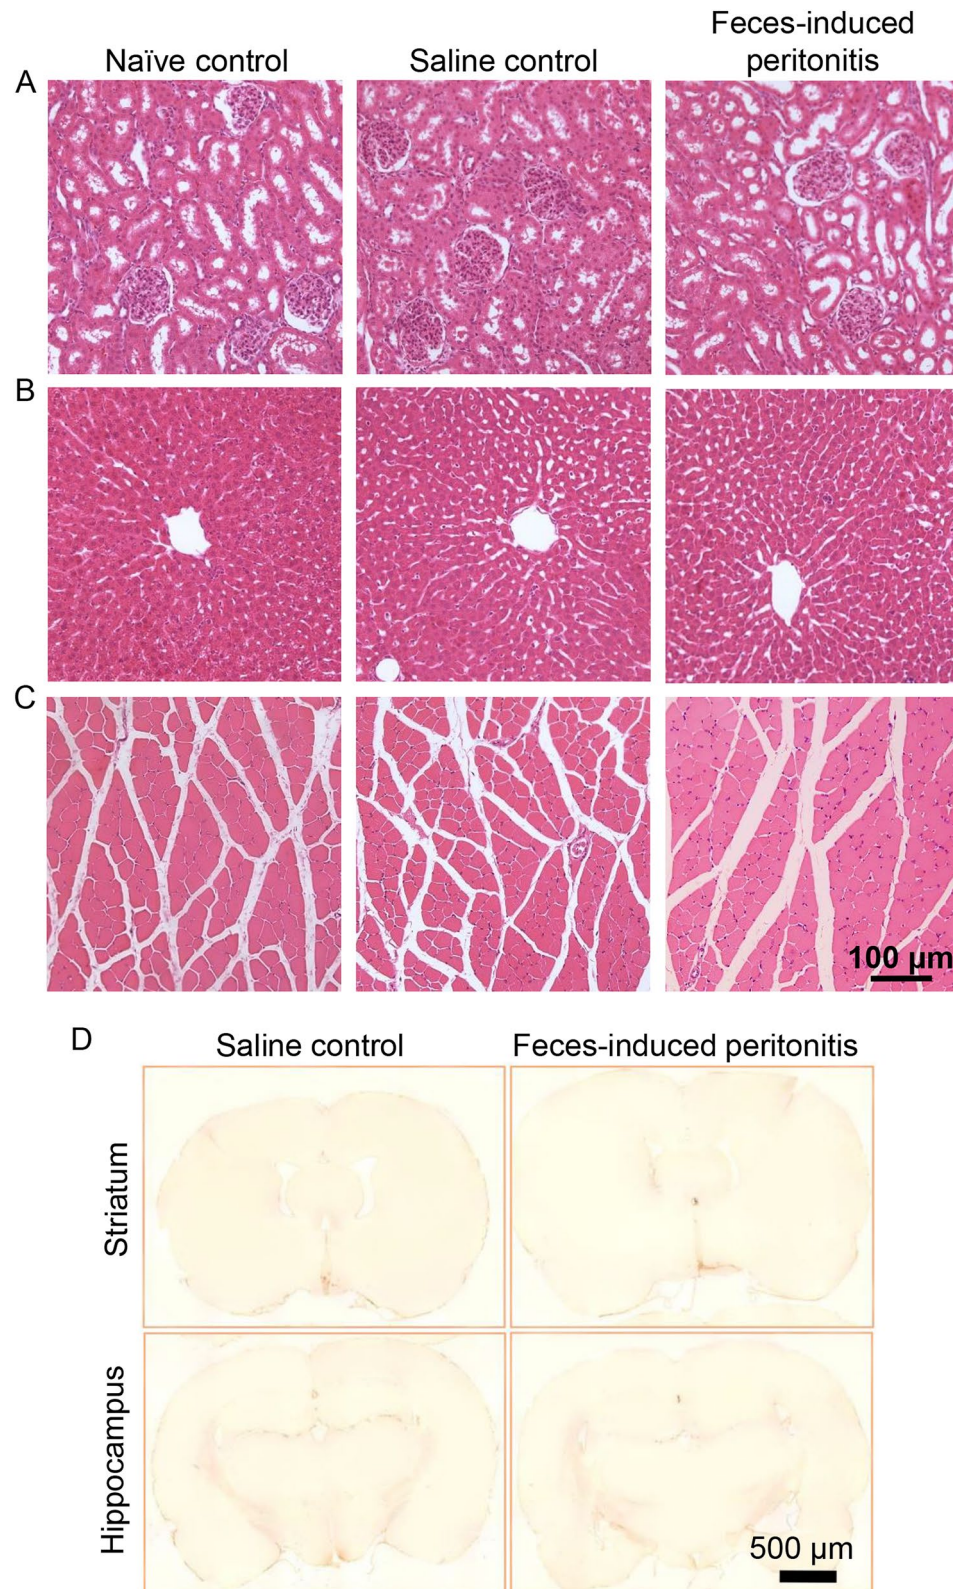 Naïve control
Saline control
Feces-induced
peritonitis
A
B
C
100 µm
D
Saline control
Feces-induced peritonitis
Striatum
Hippocampus
500 µm